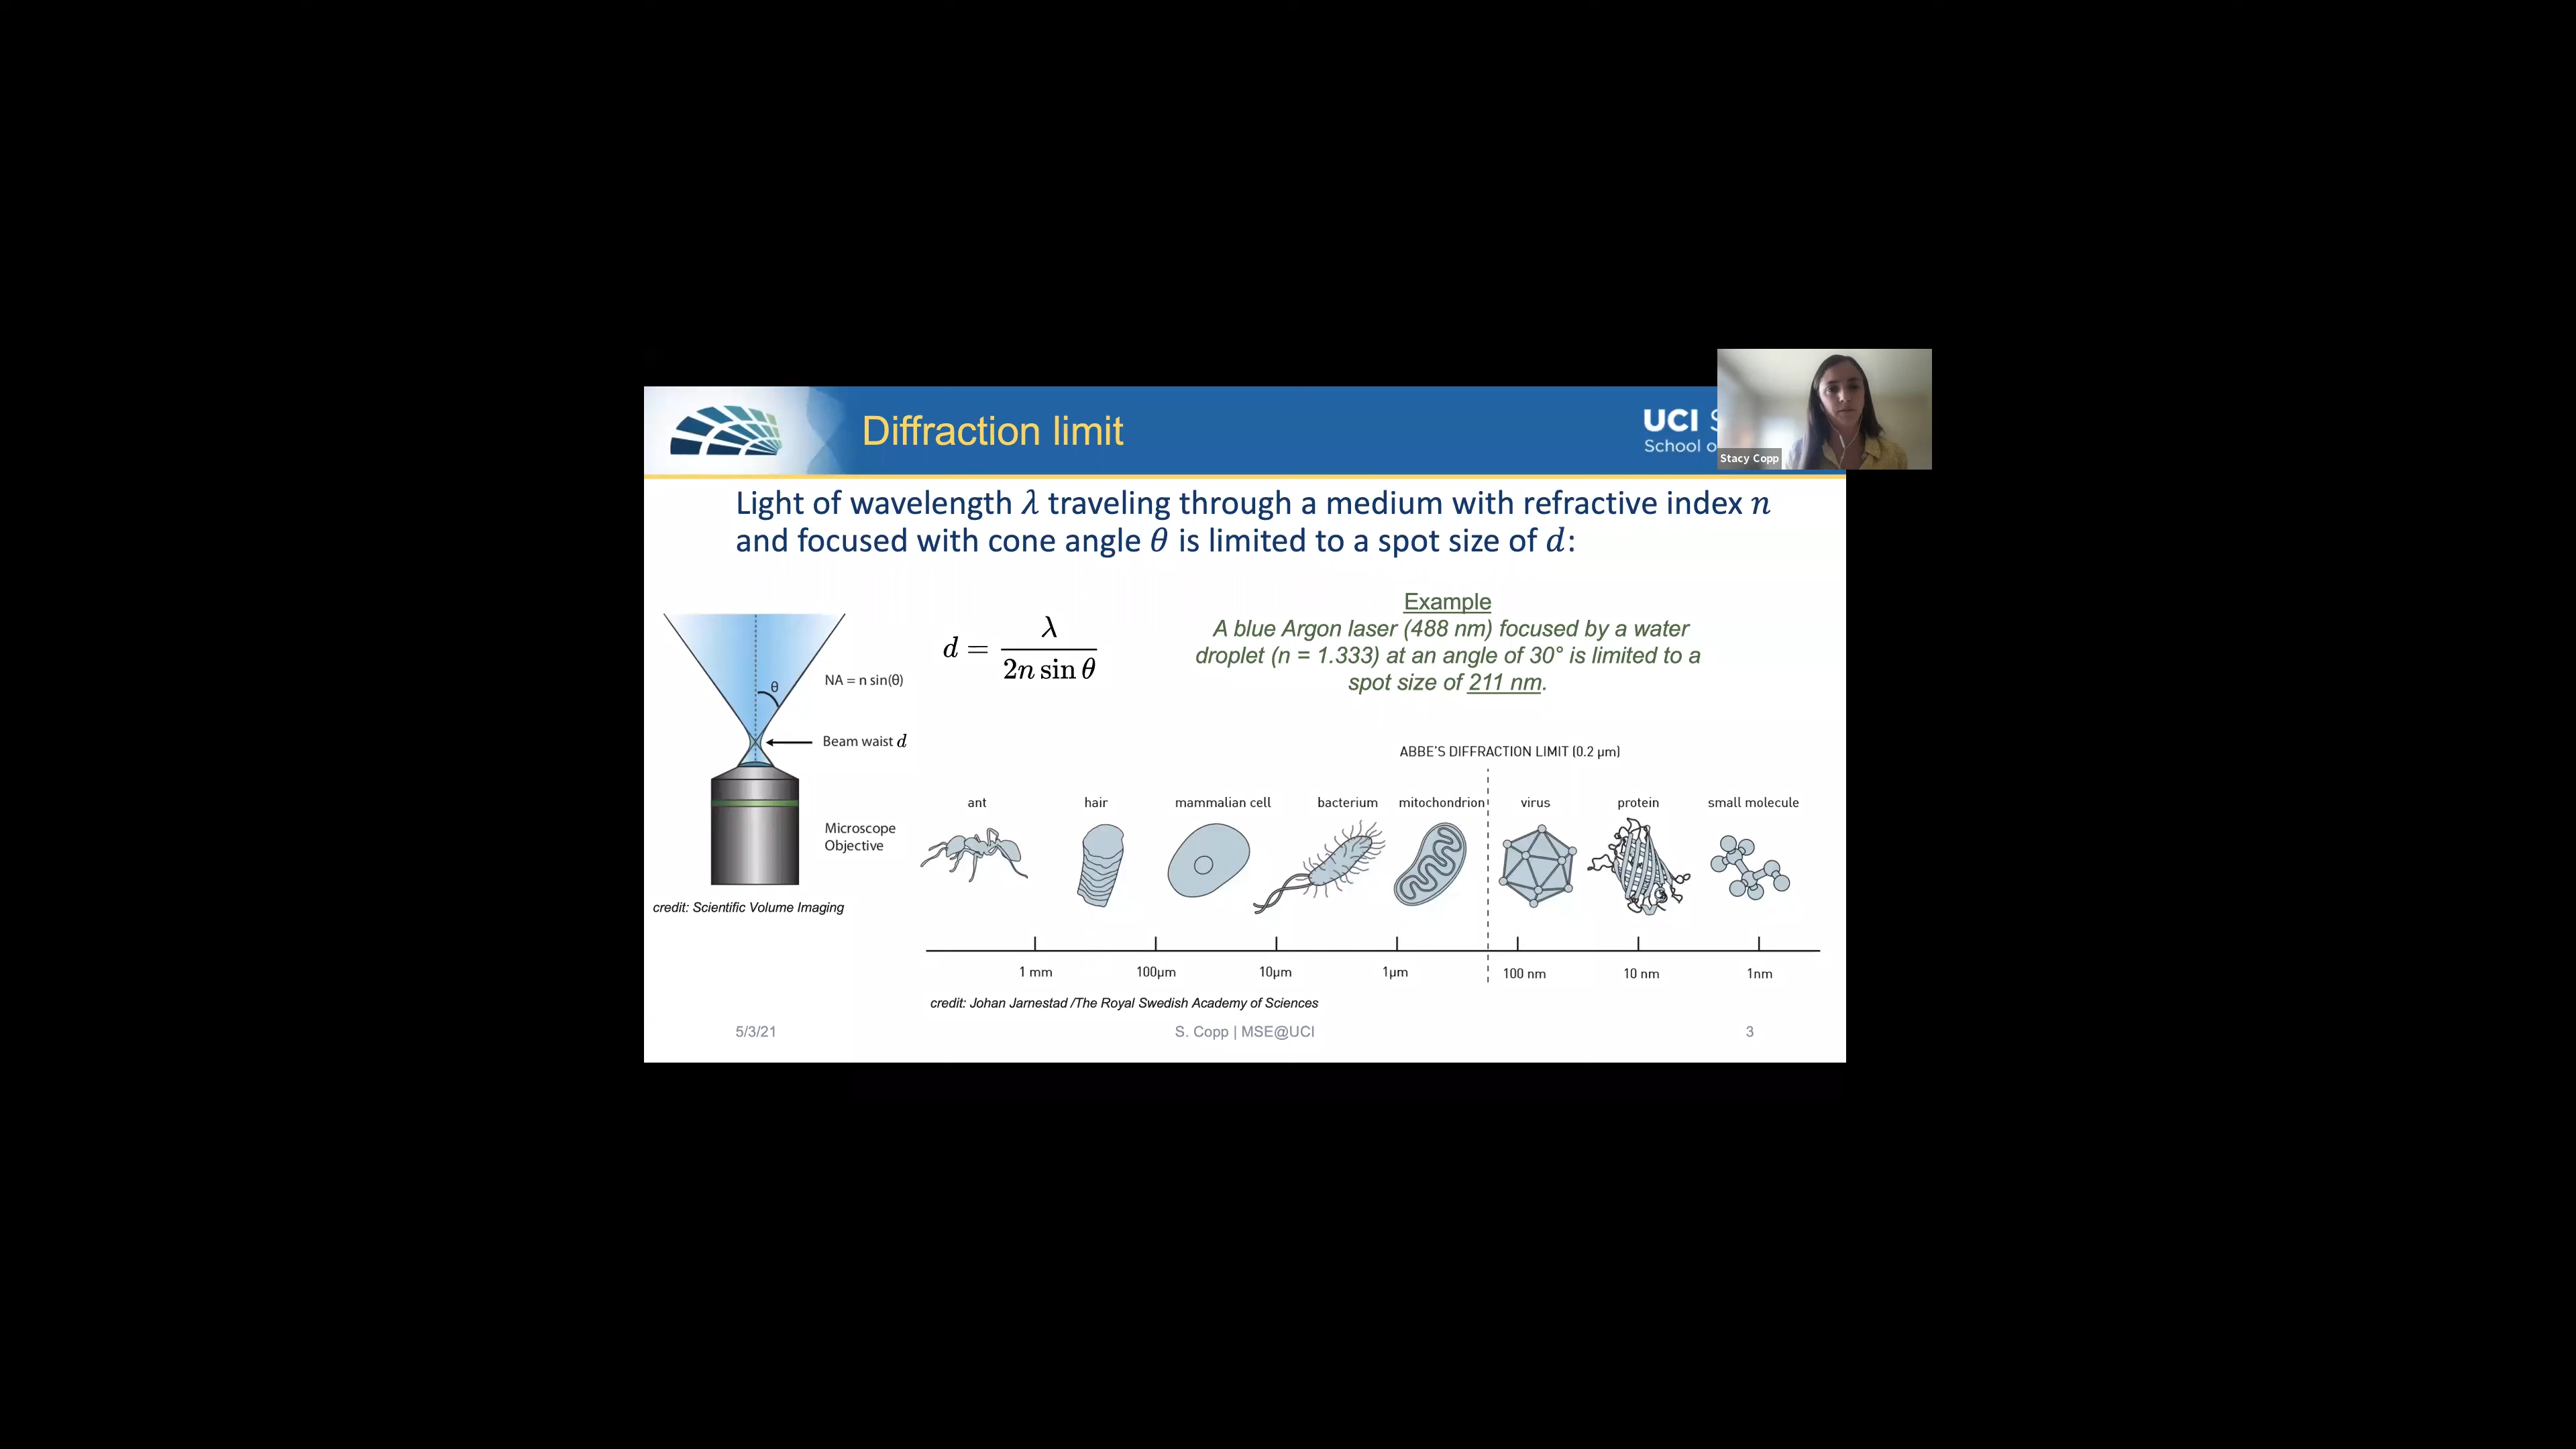 Diffraction limit
UCI S
School o
Stacy Copp
Light of wavelength λ traveling through a medium with refractive index n
and focused with cone angle θ is limited to a spot size of d:
θ
NA = n sin(θ)
Beam waist d
Microscope
Objective
credit: Scientific Volume Imaging
d = λ / 2n sin θ
Example
A blue Argon laser (488 nm) focused by a water
droplet (n = 1.333) at an angle of 30° is limited to a
spot size of 211 nm.
ABBE'S DIFFRACTION LIMIT (0.2 µm)
ant hair mammalian cell bacterium mitochondrion virus protein small molecule
1 mm 100µm 10µm 1µm 100 nm 10 nm 1nm
credit: Johan Jarnestad /The Royal Swedish Academy of Sciences
5/3/21 S. Copp | MSE@UCI 3